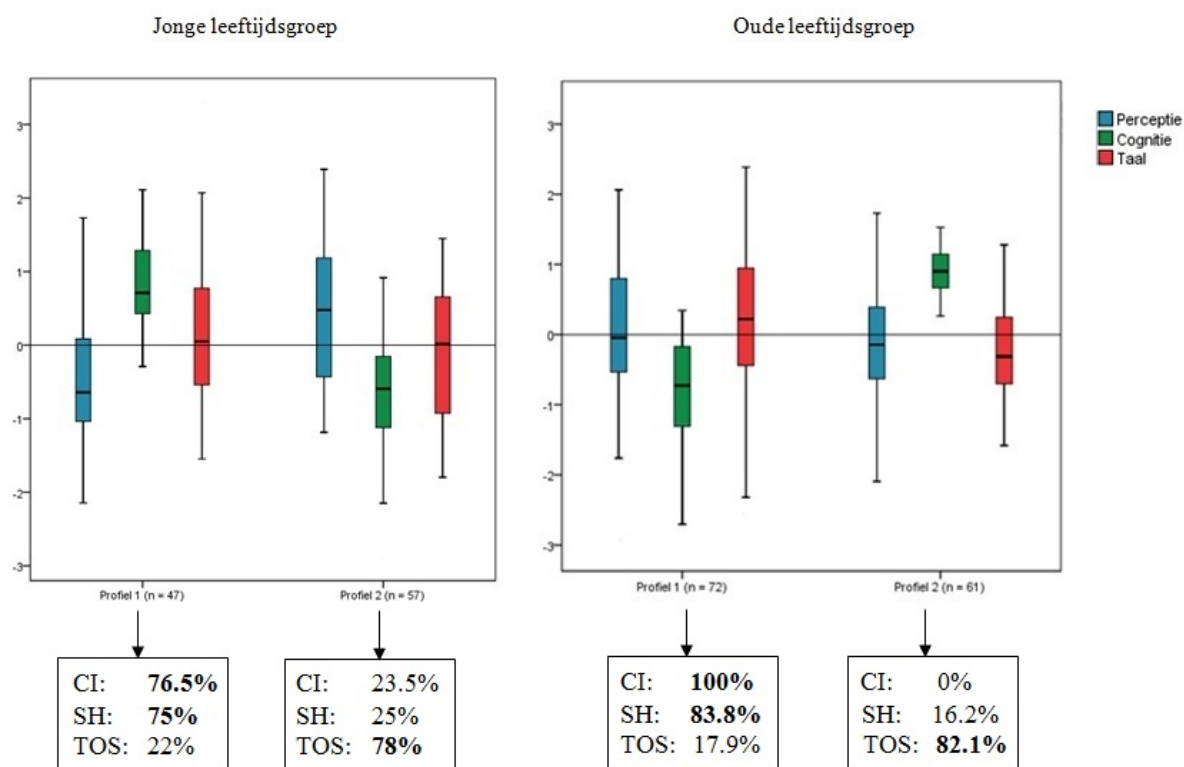 Jonge leeftijdsgroep
Oude leeftijdsgroep
3
2
1
0
-1
-2
-3
Profiel 1 (n = 47)
Profiel 2 (n = 57)
3
2
1
0
-1
-2
-3
Profiel 1 (n = 72)
Profiel 2 (n = 61)
Perceptie
Cognitie
Taal
CI: 76.5%
SH: 75%
TOS: 22%
CI: 23.5%
SH: 25%
TOS: 78%
CI: 100%
SH: 83.8%
TOS: 17.9%
CI: 0%
SH: 16.2%
TOS: 82.1%